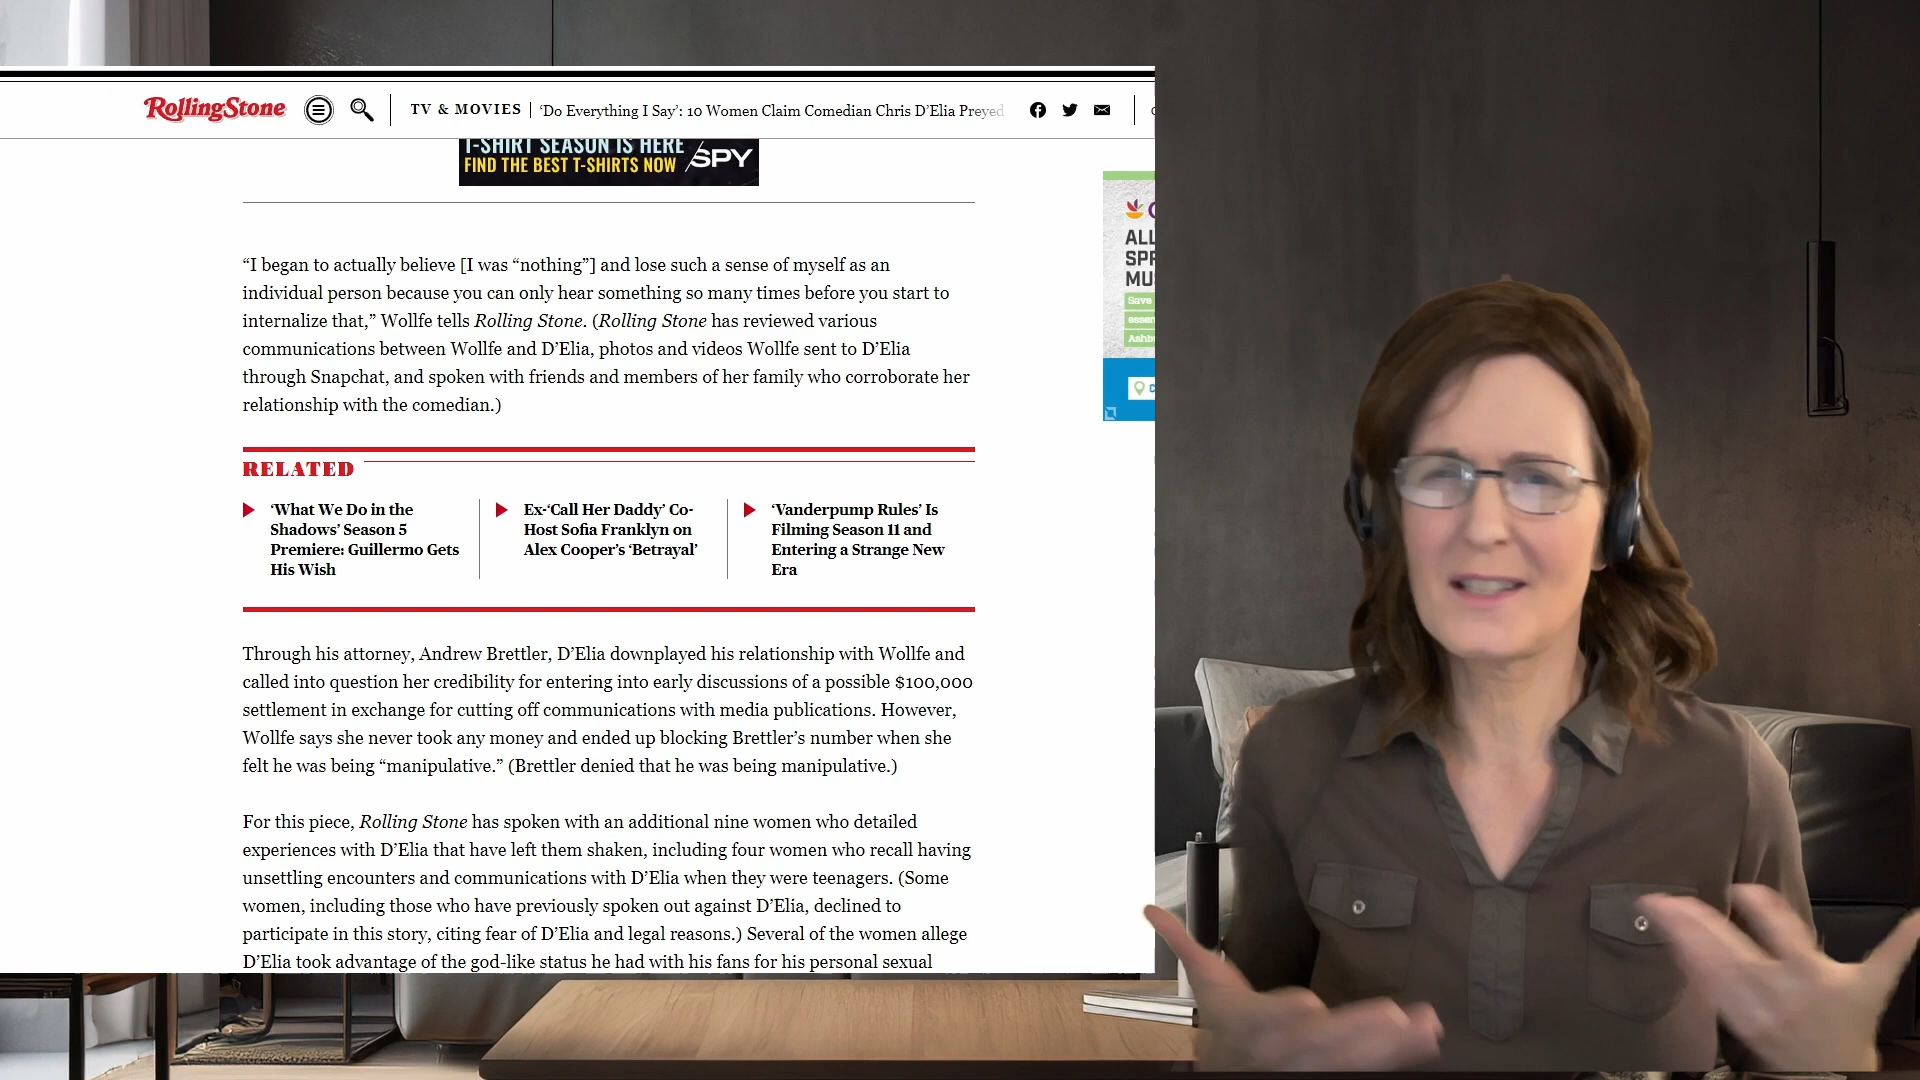 RollingStone
TV & MOVIES
‘Do Everything I Say’: 10 Women Claim Comedian Chris D’Elia Preyed
T-SHIRT SEASON IS HERE
FIND THE BEST T-SHIRTS NOW
SPY
“I began to actually believe [I was “nothing”] and lose such a sense of myself as an
individual person because you can only hear something so many times before you start to
internalize that,” Wollfe tells Rolling Stone. (Rolling Stone has reviewed various
communications between Wollfe and D’Elia, photos and videos Wollfe sent to D’Elia
through Snapchat, and spoken with friends and members of her family who corroborate her
relationship with the comedian.)
RELATED
‘What We Do in the
Shadows’ Season 5
Premiere: Guillermo Gets
His Wish
Ex-‘Call Her Daddy’ Co-
Host Sofia Franklyn on
Alex Cooper’s ‘Betrayal’
‘Vanderpump Rules’ Is
Filming Season 11 and
Entering a Strange New
Era
Through his attorney, Andrew Brettler, D’Elia downplayed his relationship with Wollfe and
called into question her credibility for entering into early discussions of a possible $100,000
settlement in exchange for cutting off communications with media publications. However,
Wollfe says she never took any money and ended up blocking Brettler’s number when she
felt he was being “manipulative.” (Brettler denied that he was being manipulative.)
For this piece, Rolling Stone has spoken with an additional nine women who detailed
experiences with D’Elia that have left them shaken, including four women who recall having
unsettling encounters and communications with D’Elia when they were teenagers. (Some
women, including those who have previously spoken out against D’Elia, declined to
participate in this story, citing fear of D’Elia and legal reasons.) Several of the women allege
D’Elia took advantage of the god-like status he had with his fans for his personal sexual
ALL
SPR
MU
Save
essen
Ashbu